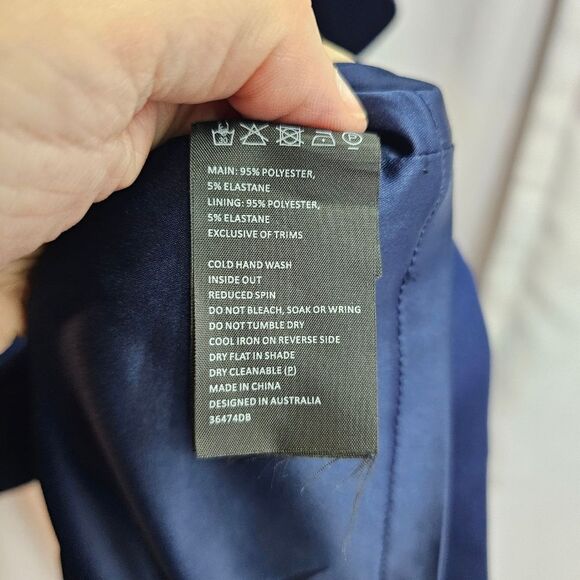 MAIN: 95% POLYESTER,
5% ELASTANE
LINING: 95% POLYESTER,
5% ELASTANE
EXCLUSIVE OF TRIMS
COLD HAND WASH
INSIDE OUT
REDUCED SPIN
DO NOT BLEACH, SOAK OR WRING
DO NOT TUMBLE DRY
COOL IRON ON REVERSE SIDE
DRY FLAT IN SHADE
DRY CLEANABLE (P)
MADE IN CHINA
DESIGNED IN AUSTRALIA
36474DB